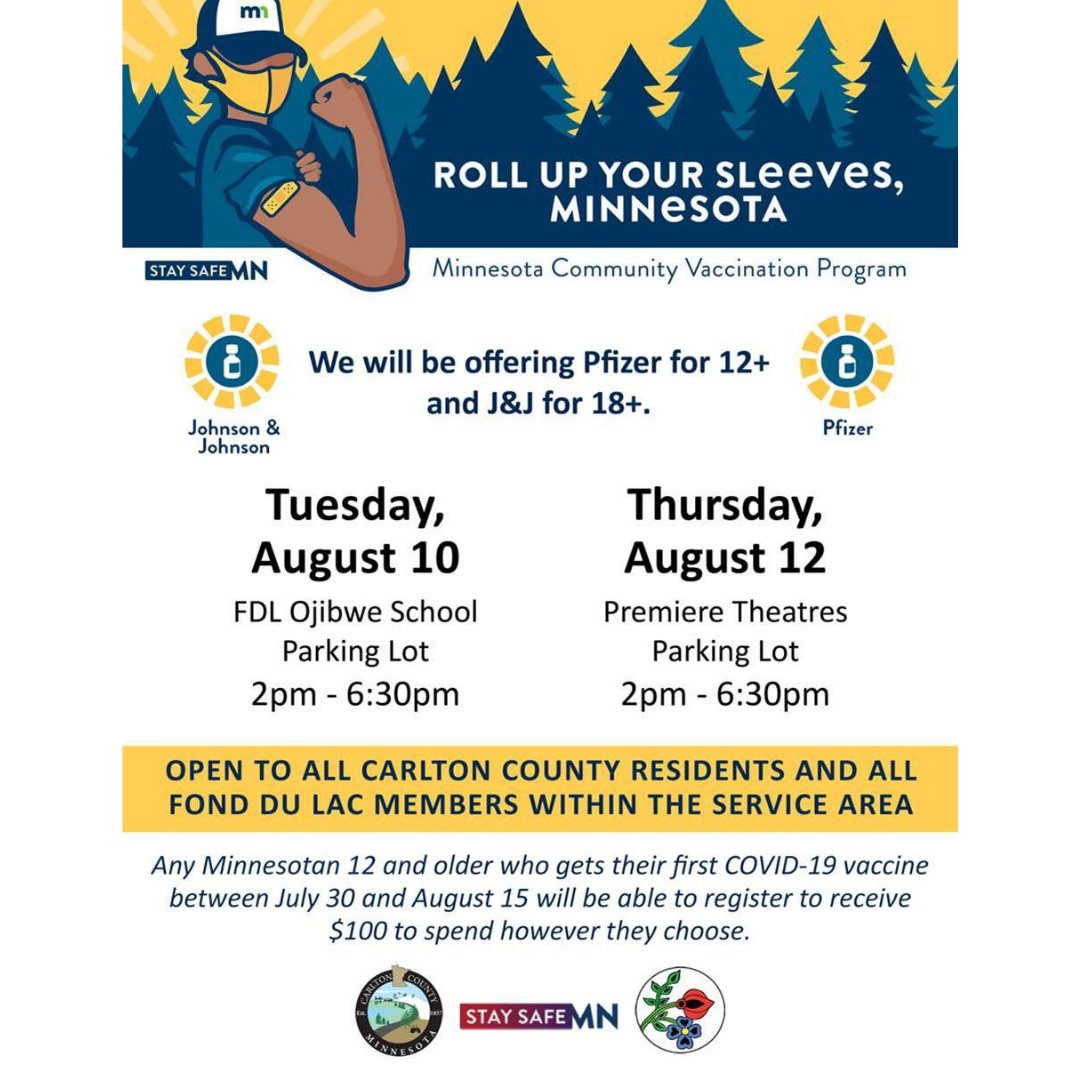 mn
ROLL UP YOUR SLeeVes,
MINNeSOTA
STAY SAFE MN
Minnesota Community Vaccination Program
We will be offering Pfizer for 12+
and J&J for 18+.
Johnson &
Johnson
Pfizer
Tuesday,
August 10
FDL Ojibwe School
Parking Lot
2pm - 6:30pm
Thursday,
August 12
Premiere Theatres
Parking Lot
2pm - 6:30pm
OPEN TO ALL CARLTON COUNTY RESIDENTS AND ALL
FOND DU LAC MEMBERS WITHIN THE SERVICE AREA
Any Minnesotan 12 and older who gets their first COVID-19 vaccine
between July 30 and August 15 will be able to register to receive
$100 to spend however they choose.
CARLTON COUNTY
Est. 1857
MINNESOTA
STAY SAFE MN